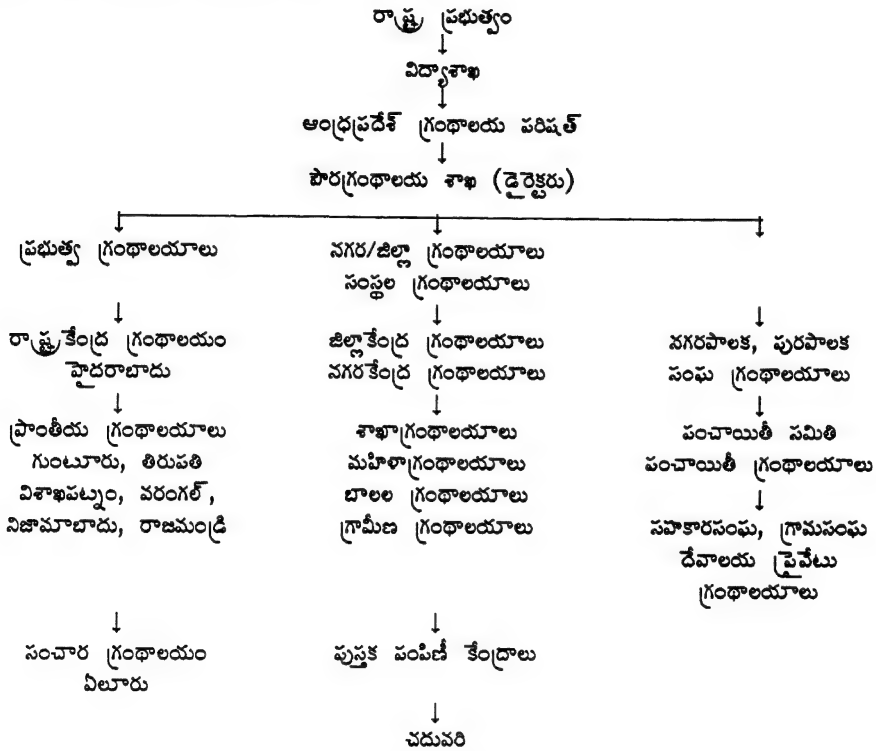 రాష్ట్ర ప్రభుత్వం
విద్యాశాఖ
ఆంధ్రప్రదేశ్ గ్రంథాలయ పరిషత్
పౌరగ్రంథాలయ శాఖ (డైరెక్టరు)
ప్రభుత్వ గ్రంథాలయాలు
రాష్ట్రకేంద్ర గ్రంథాలయం
హైదరాబాదు
ప్రాంతీయ గ్రంథాలయాలు
గుంటూరు, తిరుపతి
విశాఖపట్నం, వరంగల్,
నిజామాబాదు, రాజమండ్రి
సంచార గ్రంథాలయం
ఏలూరు
నగర/జిల్లా గ్రంథాలయాలు
సంస్థల గ్రంథాలయాలు
జిల్లాకేంద్ర గ్రంథాలయాలు
నగరకేంద్ర గ్రంథాలయాలు
శాఖాగ్రంథాలయాలు
మహిళాగ్రంథాలయాలు
బాలల గ్రంథాలయాలు
గ్రామీణ గ్రంథాలయాలు
పుస్తక పంపిణీ కేంద్రాలు
చదువరి
నగరపాలక, పురపాలక
సంఘ గ్రంథాలయాలు
పంచాయితీ సమితి
పంచాయితీ గ్రంథాలయాలు
సహకారసంఘ, గ్రామసంఘ
దేవాలయ ప్రైవేటు
గ్రంథాలయాలు